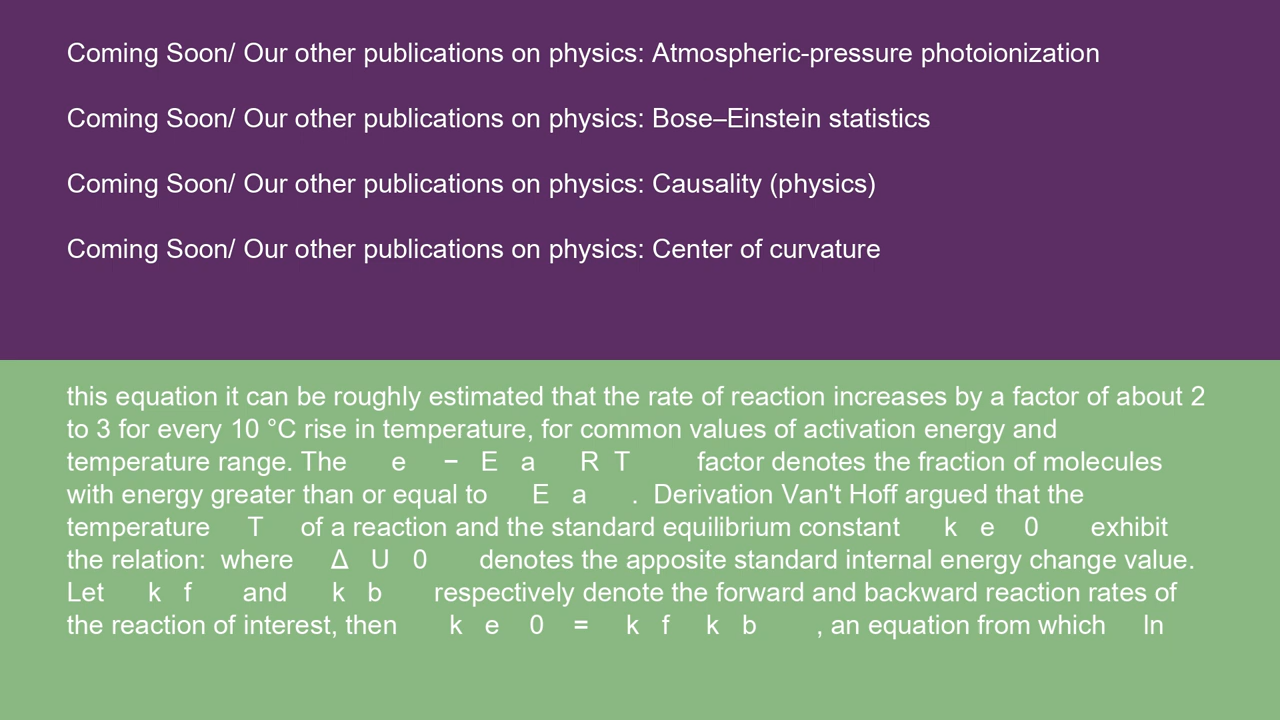 Coming Soon/ Our other publications on physics: Atmospheric-pressure photoionization
Coming Soon/ Our other publications on physics: Bose–Einstein statistics
Coming Soon/ Our other publications on physics: Causality (physics)
Coming Soon/ Our other publications on physics: Center of curvature
this equation it can be roughly estimated that the rate of reaction increases by a factor of about 2
to 3 for every 10 °C rise in temperature, for common values of activation energy and
temperature range. The e − E a R T factor denotes the fraction of molecules
with energy greater than or equal to E a . Derivation Van't Hoff argued that the
temperature T of a reaction and the standard equilibrium constant k e 0 exhibit
the relation: where Δ U 0 denotes the apposite standard internal energy change value.
Let k f and k b respectively denote the forward and backward reaction rates of
the reaction of interest, then k e 0 = k f k b , an equation from which ln